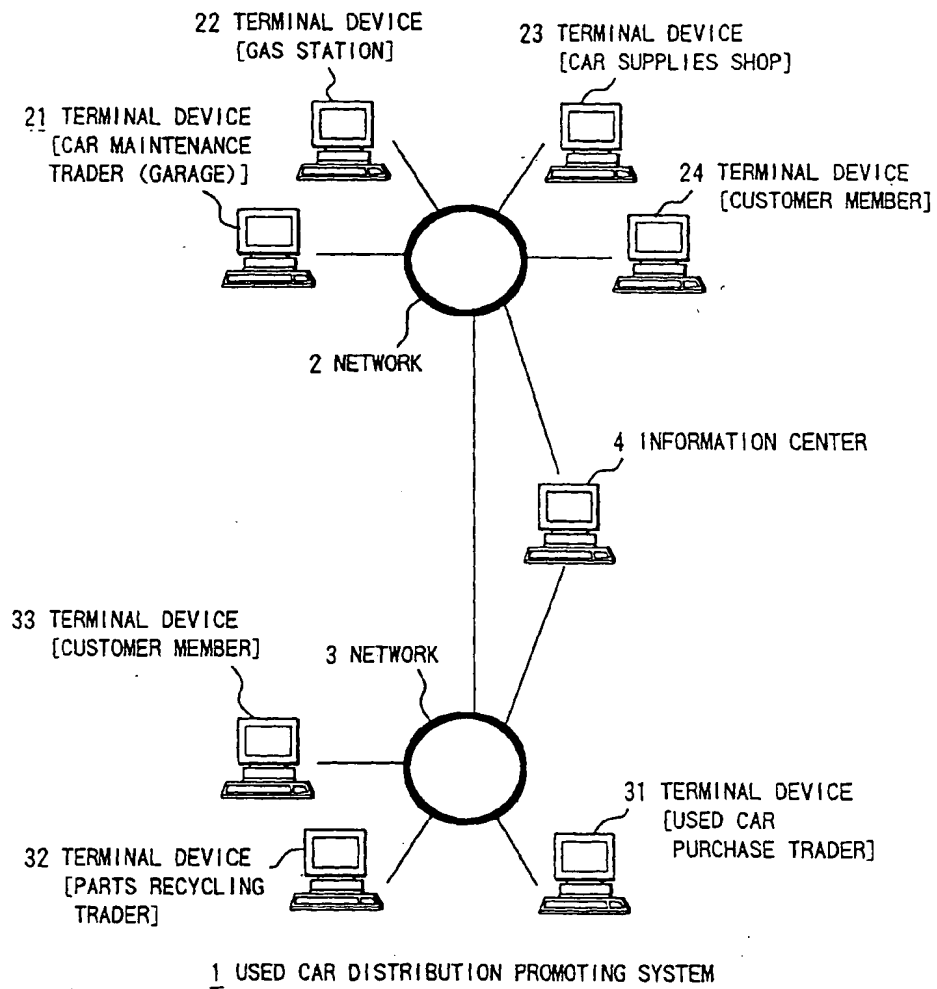 22 TERMINAL DEVICE
[GAS STATION]
23 TERMINAL DEVICE
[CAR SUPPLIES SHOP]
21 TERMINAL DEVICE
[CAR MAINTENANCE
TRADER (GARAGE)]
24 TERMINAL DEVICE
[CUSTOMER MEMBER]
2 NETWORK
4 INFORMATION CENTER
33 TERMINAL DEVICE
[CUSTOMER MEMBER]
3 NETWORK
31 TERMINAL DEVICE
[USED CAR
PURCHASE TRADER]
32 TERMINAL DEVICE
[PARTS RECYCLING
TRADER]
1 USED CAR DISTRIBUTION PROMOTING SYSTEM